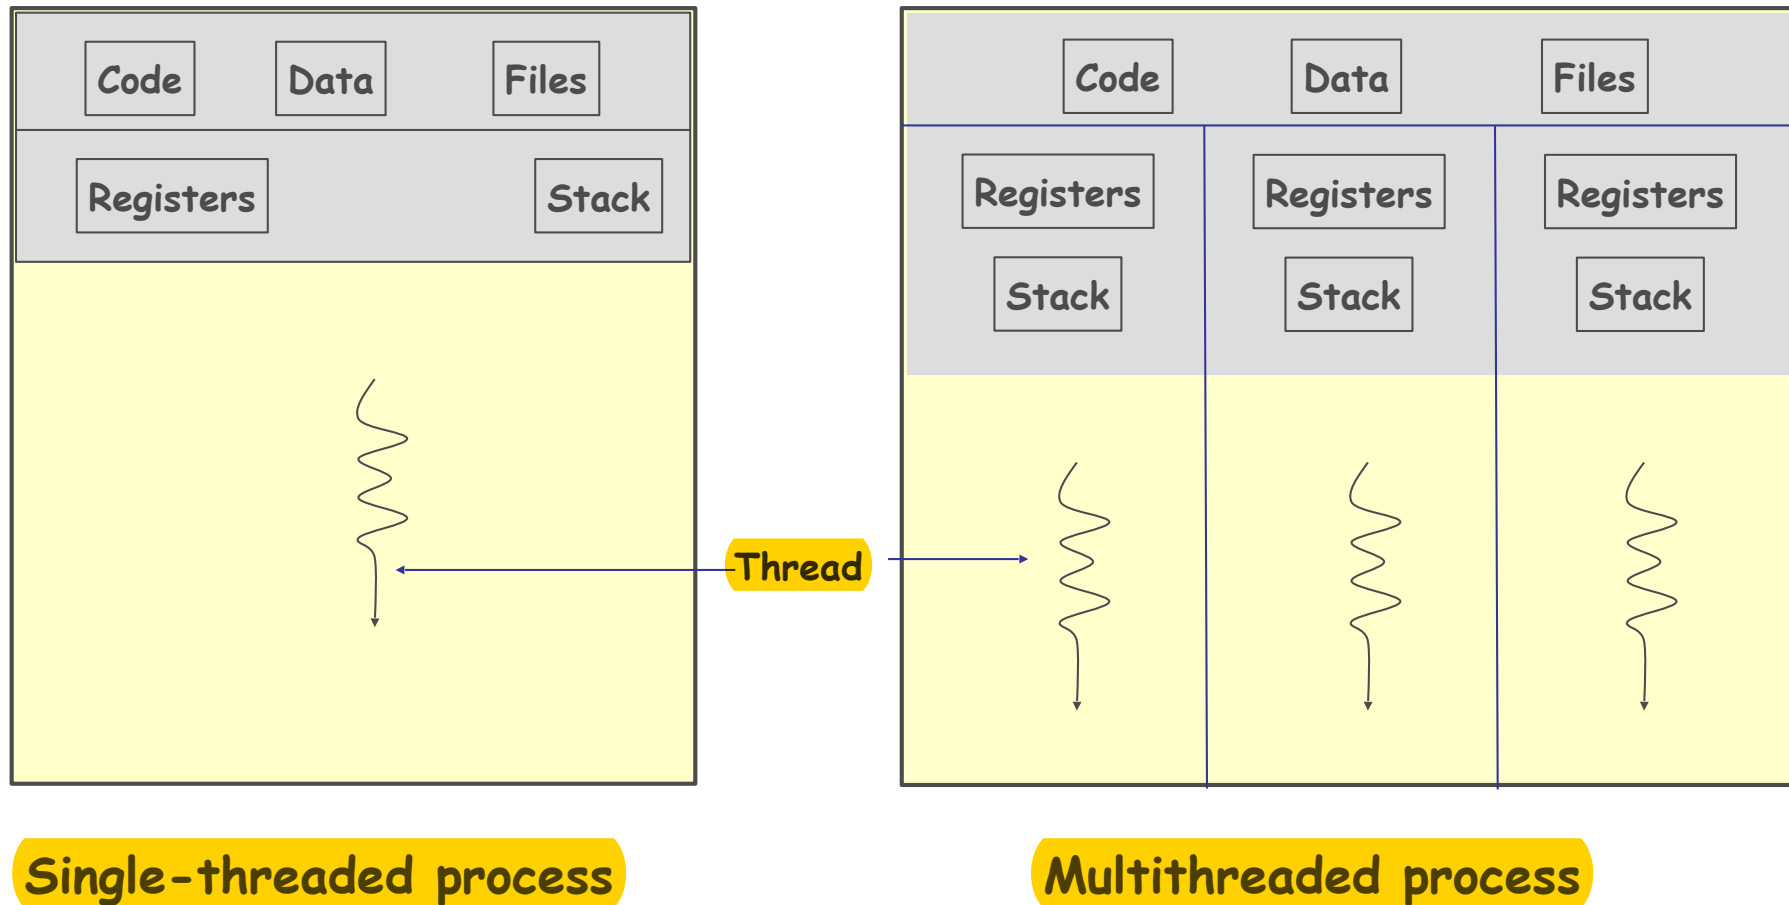 Code Data Files
Registers Stack
Code Data Files
Registers Registers Registers
Stack Stack Stack
Thread
Single-threaded process
Multithreaded process